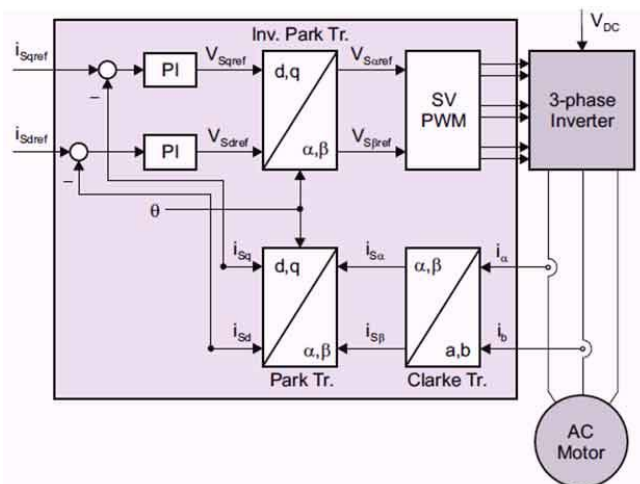 Inv. Park Tr.
V_DC
i_Sqref
PI
V_Sqref
d,q
α,β
V_Sαref
SV
PWM
3-phase
Inverter
i_Sdref
PI
V_Sdref
V_Sβref
θ
i_Sq
d,q
α,β
i_Sα
α,β
a,b
i_α
i_Sd
i_Sβ
i_b
Park Tr.
Clarke Tr.
AC
Motor